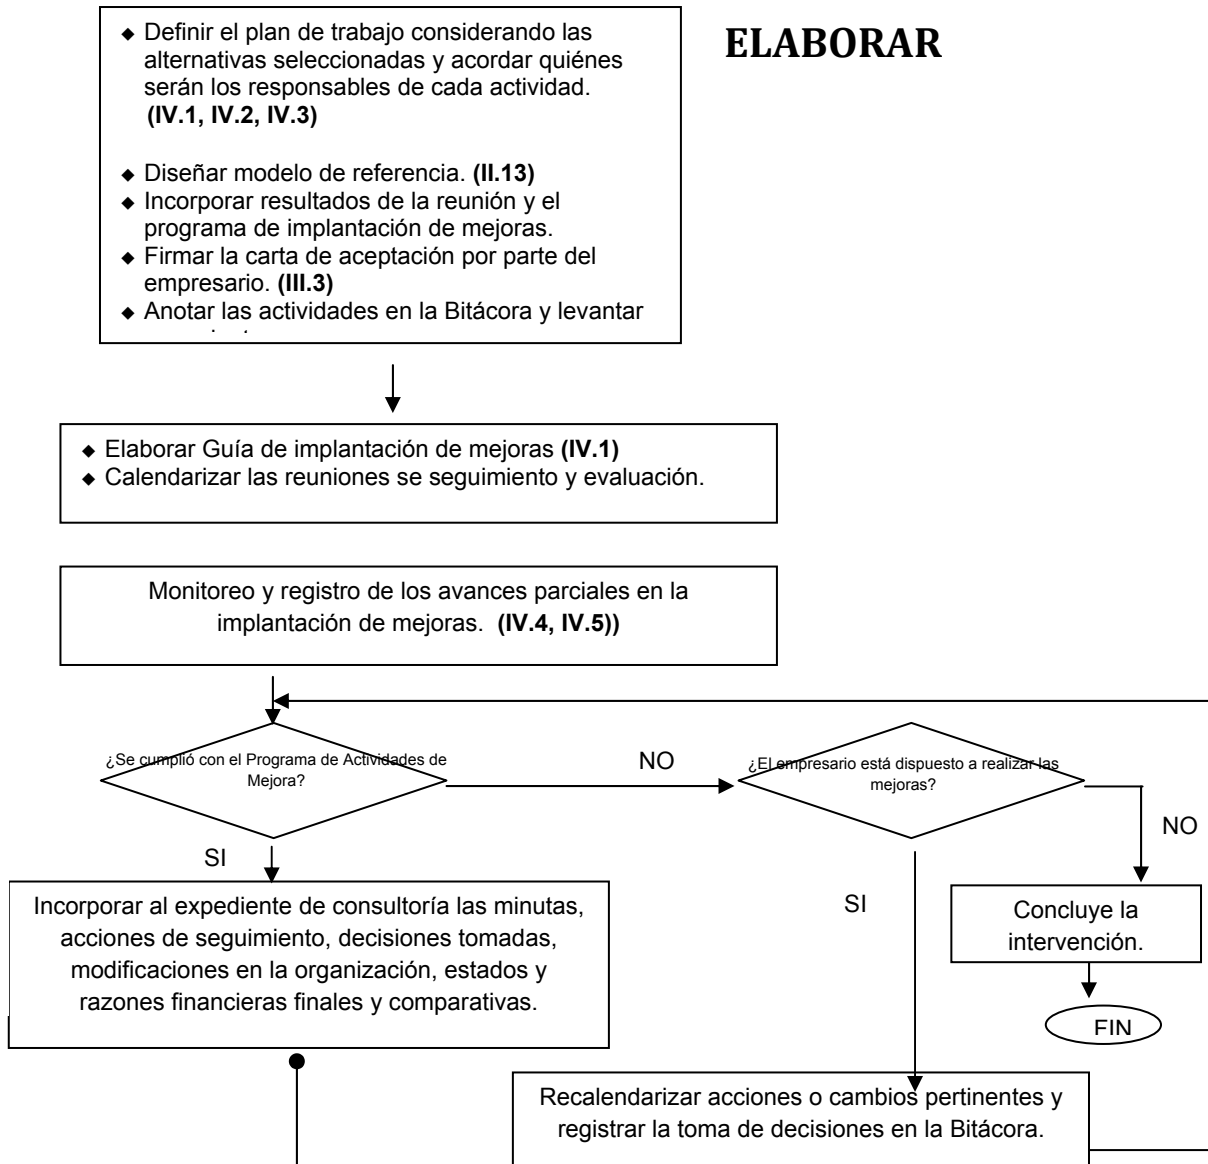 ELABORAR
◆ Definir el plan de trabajo considerando las
alternativas seleccionadas y acordar quiénes
serán los responsables de cada actividad.
(IV.1, IV.2, IV.3)
◆ Diseñar modelo de referencia. (II.13)
◆ Incorporar resultados de la reunión y el
programa de implantación de mejoras.
◆ Firmar la carta de aceptación por parte del
empresario. (III.3)
◆ Anotar las actividades en la Bitácora y levantar
◆ Elaborar Guía de implantación de mejoras (IV.1)
◆ Calendarizar las reuniones se seguimiento y evaluación.
Monitoreo y registro de los avances parciales en la
implantación de mejoras. (IV.4, IV.5))
¿Se cumplió con el Programa de Actividades de
Mejora?
NO
¿El empresario está dispuesto a realizar las
mejoras?
NO
SI
SI
Incorporar al expediente de consultoría las minutas,
acciones de seguimiento, decisiones tomadas,
modificaciones en la organización, estados y
razones financieras finales y comparativas.
Concluye la
intervención.
FIN
Recalendarizar acciones o cambios pertinentes y
registrar la toma de decisiones en la Bitácora.